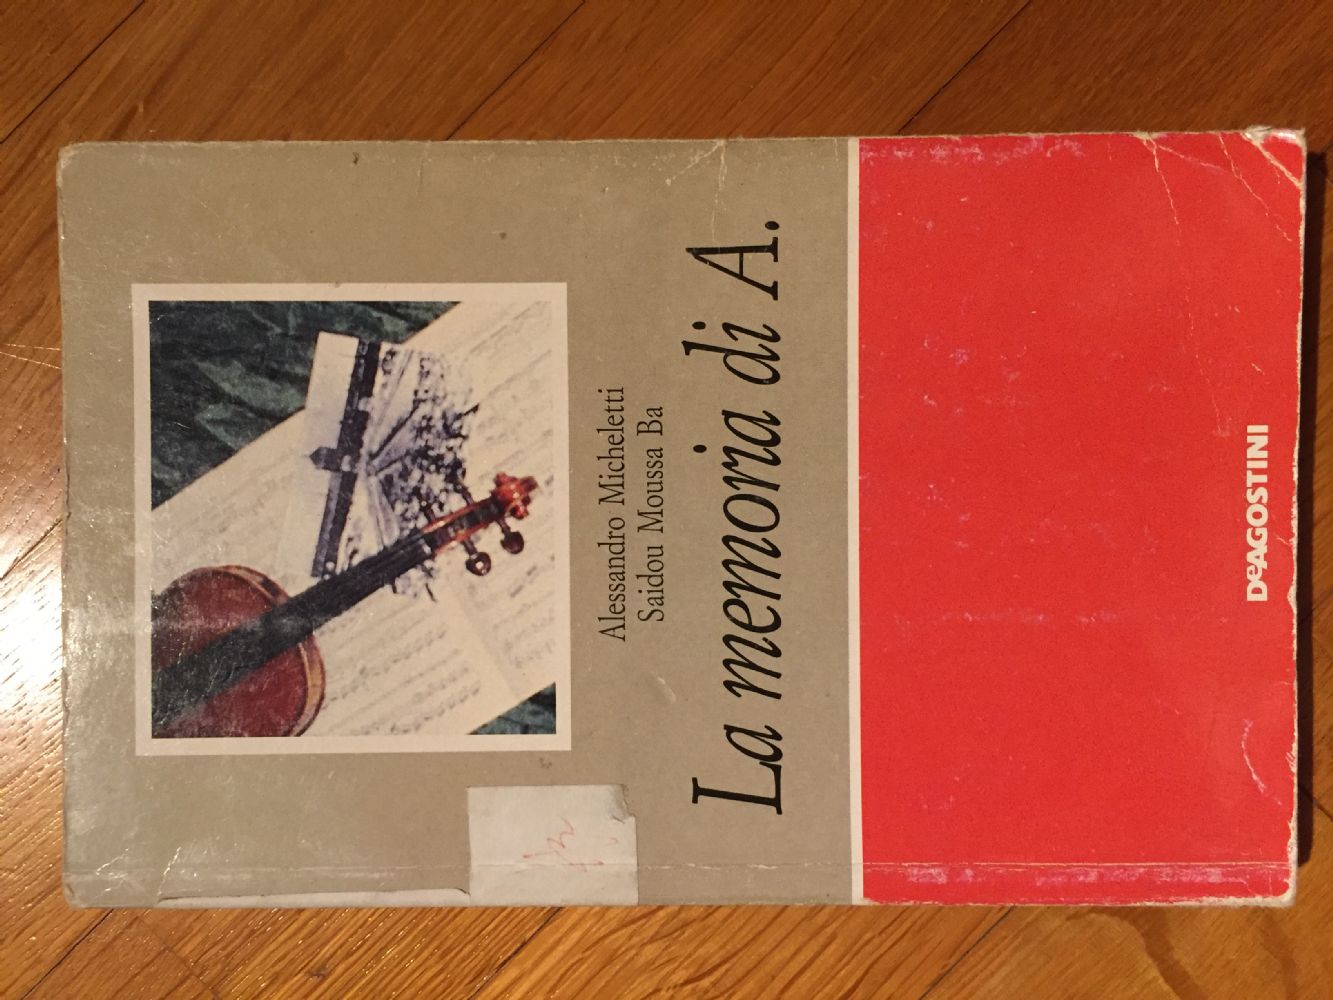 Alessandro Micheletti
Saidou Moussa Ba
La memoria di A.
DeAGOSTINI